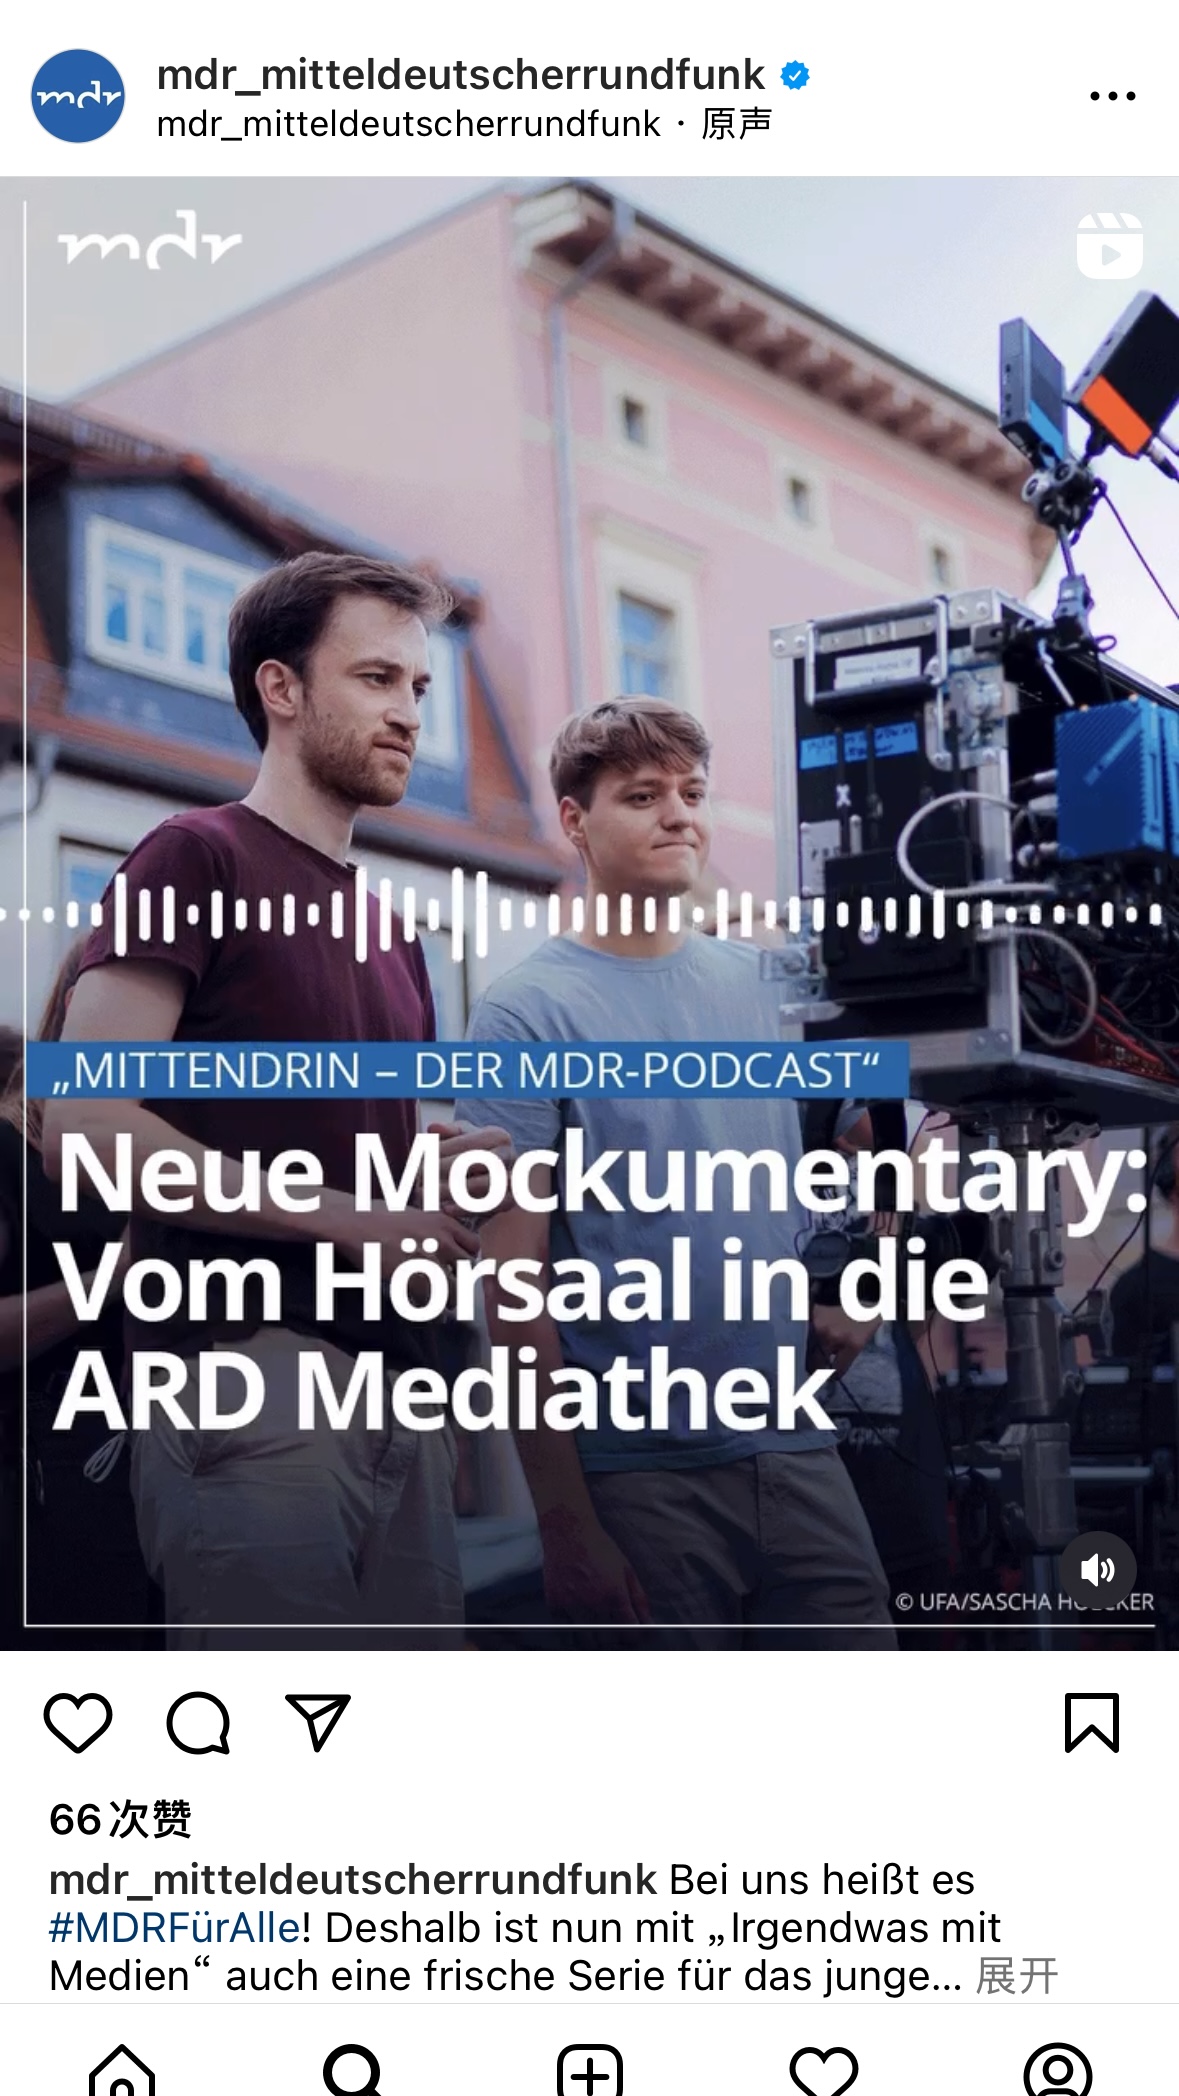 mdr
mdr_mitteldeutscherrundfunk
mdr_mitteldeutscherrundfunk · 原声
mdr
„MITTENDRIN – DER MDR-PODCAST“
Neue Mockumentary:
Vom Hörsaal in die
ARD Mediathek
© UFA/SASCHA
66次赞
mdr_mitteldeutscherrundfunk Bei uns heißt es
#MDRFürAlle! Deshalb ist nun mit „Irgendwas mit
Medien“ auch eine frische Serie für das junge... 展开